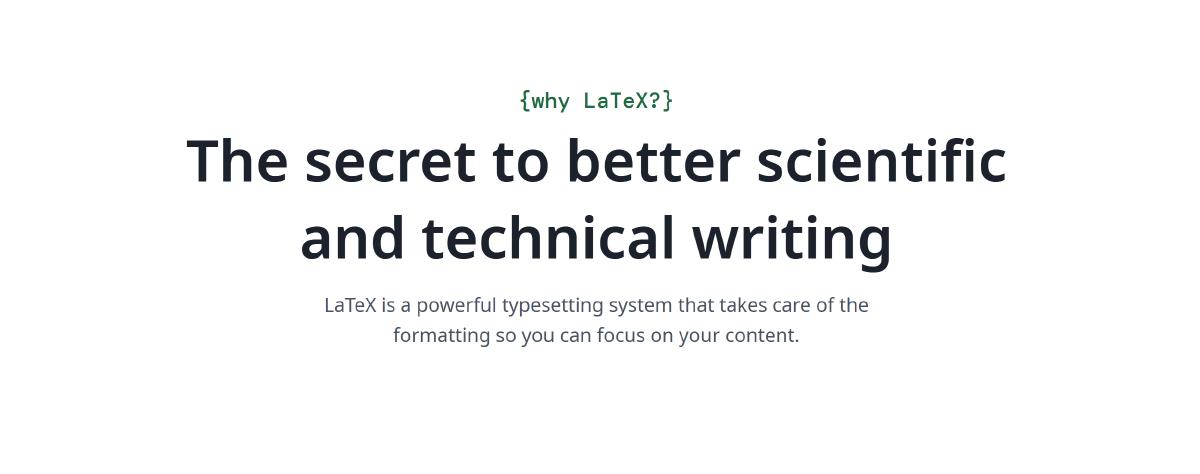 {why LaTeX?}
The secret to better scientific
and technical writing
LaTeX is a powerful typesetting system that takes care of the
formatting so you can focus on your content.